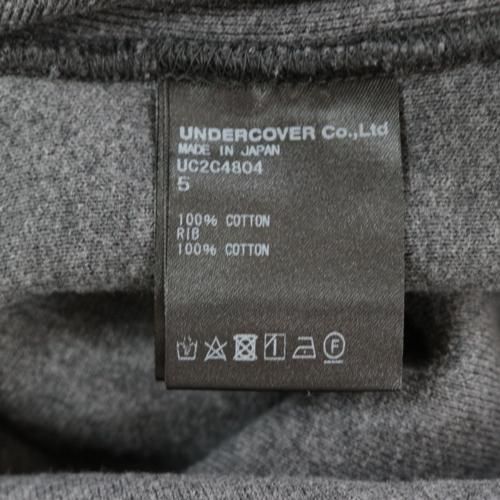 UNDERCOVER Co.,Ltd
MADE IN JAPAN
UC2C4804
5
100% COTTON
RIB
100% COTTON
F